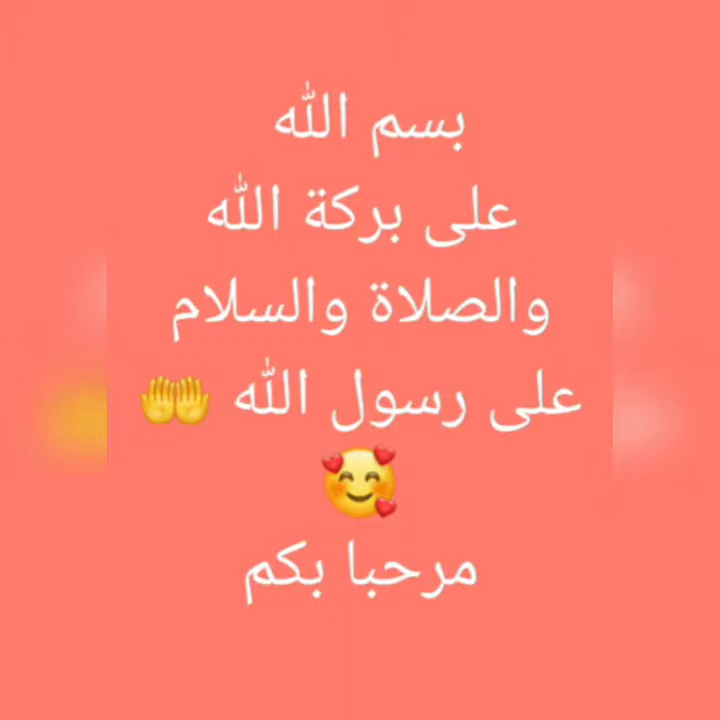 بسم الله
على بركة الله
والصلاة والسلام
على رسول الله 🤲
🥰
مرحبا بكم